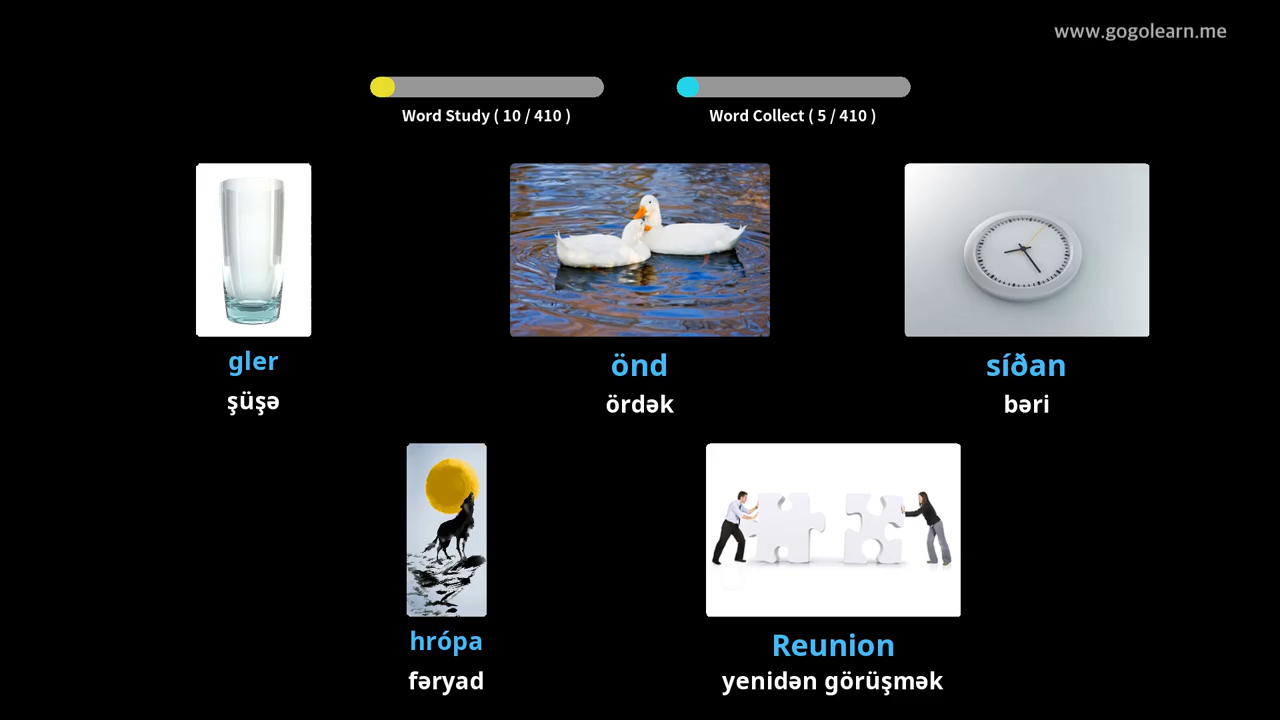 www.gogolearn.me
Word Study ( 10 / 410 )
Word Collect ( 5 / 410 )
gler
şüşə
önd
ördək
síðan
bəri
hrópa
fəryad
Reunion
yenidən görüşmək